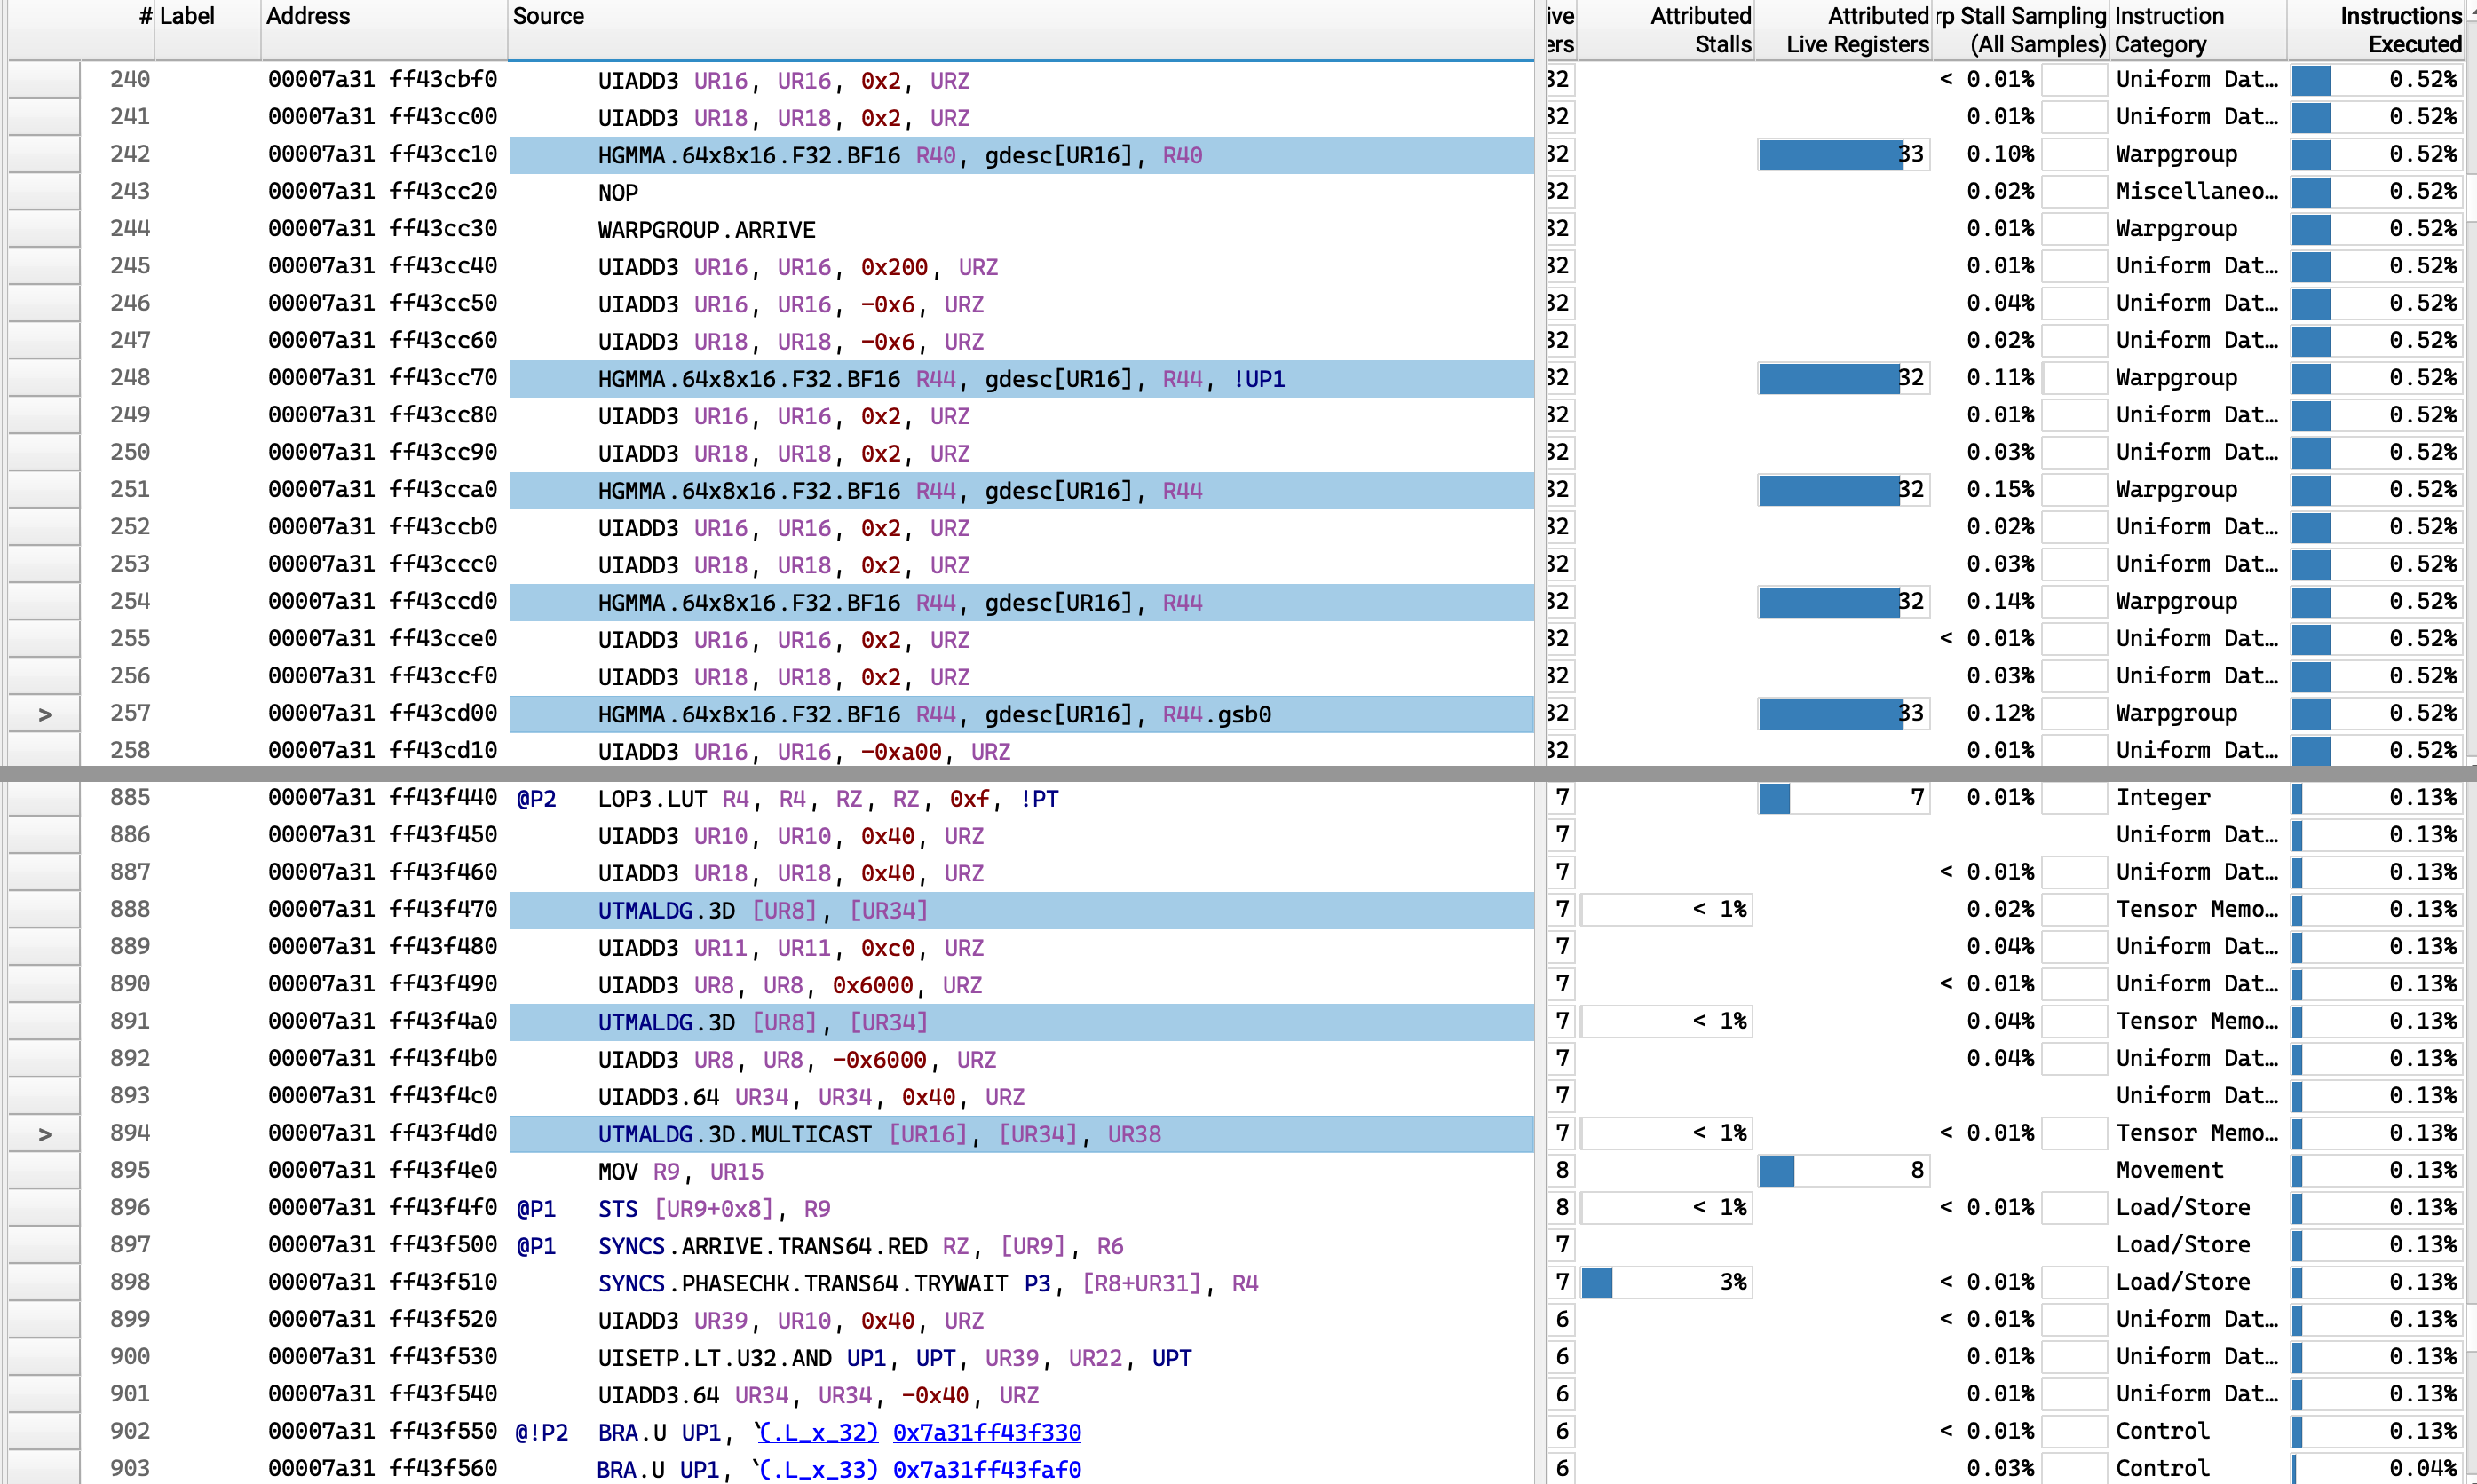 # Label Address Source ive ers Attributed Stalls Attributed Live Registers rp Stall Sampling (All Samples) Instruction Category Instructions Executed
240 00007a31 ff43cbf0 UIADD3 UR16, UR16, 0x2, URZ 32 < 0.01% Uniform Dat… 0.52%
241 00007a31 ff43cc00 UIADD3 UR18, UR18, 0x2, URZ 32 0.01% Uniform Dat… 0.52%
242 00007a31 ff43cc10 HGMMA.64x8x16.F32.BF16 R40, gdesc[UR16], R40 32 33 0.10% Warpgroup 0.52%
243 00007a31 ff43cc20 NOP 32 0.02% Miscellaneo… 0.52%
244 00007a31 ff43cc30 WARPGROUP.ARRIVE 32 0.01% Warpgroup 0.52%
245 00007a31 ff43cc40 UIADD3 UR16, UR16, 0x200, URZ 32 0.01% Uniform Dat… 0.52%
246 00007a31 ff43cc50 UIADD3 UR16, UR16, -0x6, URZ 32 0.04% Uniform Dat… 0.52%
247 00007a31 ff43cc60 UIADD3 UR18, UR18, -0x6, URZ 32 0.02% Uniform Dat… 0.52%
248 00007a31 ff43cc70 HGMMA.64x8x16.F32.BF16 R44, gdesc[UR16], R44, !UP1 32 32 0.11% Warpgroup 0.52%
249 00007a31 ff43cc80 UIADD3 UR16, UR16, 0x2, URZ 32 0.01% Uniform Dat… 0.52%
250 00007a31 ff43cc90 UIADD3 UR18, UR18, 0x2, URZ 32 0.03% Uniform Dat… 0.52%
251 00007a31 ff43cca0 HGMMA.64x8x16.F32.BF16 R44, gdesc[UR16], R44 32 32 0.15% Warpgroup 0.52%
252 00007a31 ff43ccb0 UIADD3 UR16, UR16, 0x2, URZ 32 0.02% Uniform Dat… 0.52%
253 00007a31 ff43ccc0 UIADD3 UR18, UR18, 0x2, URZ 32 0.03% Uniform Dat… 0.52%
254 00007a31 ff43ccd0 HGMMA.64x8x16.F32.BF16 R44, gdesc[UR16], R44 32 32 0.14% Warpgroup 0.52%
255 00007a31 ff43cce0 UIADD3 UR16, UR16, 0x2, URZ 32 < 0.01% Uniform Dat… 0.52%
256 00007a31 ff43ccf0 UIADD3 UR18, UR18, 0x2, URZ 32 0.03% Uniform Dat… 0.52%
> 257 00007a31 ff43cd00 HGMMA.64x8x16.F32.BF16 R44, gdesc[UR16], R44.gsb0 32 33 0.12% Warpgroup 0.52%
258 00007a31 ff43cd10 UIADD3 UR16, UR16, -0xa00, URZ 32 0.01% Uniform Dat… 0.52%
885 00007a31 ff43f440 @P2 LOP3.LUT R4, R4, RZ, RZ, 0xf, !PT 7 7 0.01% Integer 0.13%
886 00007a31 ff43f450 UIADD3 UR10, UR10, 0x40, URZ 7 Uniform Dat… 0.13%
887 00007a31 ff43f460 UIADD3 UR18, UR18, 0x40, URZ 7 < 0.01% Uniform Dat… 0.13%
888 00007a31 ff43f470 UTMALDG.3D [UR8], [UR34] 7 < 1% 0.02% Tensor Memo… 0.13%
889 00007a31 ff43f480 UIADD3 UR11, UR11, 0xc0, URZ 7 0.04% Uniform Dat… 0.13%
890 00007a31 ff43f490 UIADD3 UR8, UR8, 0x6000, URZ 7 < 0.01% Uniform Dat… 0.13%
891 00007a31 ff43f4a0 UTMALDG.3D [UR8], [UR34] 7 < 1% 0.04% Tensor Memo… 0.13%
892 00007a31 ff43f4b0 UIADD3 UR8, UR8, -0x6000, URZ 7 0.04% Uniform Dat… 0.13%
893 00007a31 ff43f4c0 UIADD3.64 UR34, UR34, 0x40, URZ 7 Uniform Dat… 0.13%
> 894 00007a31 ff43f4d0 UTMALDG.3D.MULTICAST [UR16], [UR34], UR38 7 < 1% < 0.01% Tensor Memo… 0.13%
895 00007a31 ff43f4e0 MOV R9, UR15 8 8 Movement 0.13%
896 00007a31 ff43f4f0 @P1 STS [UR9+0x8], R9 8 < 1% < 0.01% Load/Store 0.13%
897 00007a31 ff43f500 @P1 SYNCS.ARRIVE.TRANS64.RED RZ, [UR9], R6 7 Load/Store 0.13%
898 00007a31 ff43f510 SYNCS.PHASECHK.TRANS64.TRYWAIT P3, [R8+UR31], R4 7 3% < 0.01% Load/Store 0.13%
899 00007a31 ff43f520 UIADD3 UR39, UR10, 0x40, URZ 6 < 0.01% Uniform Dat… 0.13%
900 00007a31 ff43f530 UISETP.LT.U32.AND UP1, UPT, UR39, UR22, UPT 6 0.01% Uniform Dat… 0.13%
901 00007a31 ff43f540 UIADD3.64 UR34, UR34, -0x40, URZ 6 0.01% Uniform Dat… 0.13%
902 00007a31 ff43f550 @!P2 BRA.U UP1, `(.L_x_32) 0x7a31ff43f330 6 < 0.01% Control 0.13%
903 00007a31 ff43f560 BRA.U UP1, `(.L_x_33) 0x7a31ff43faf0 6 0.03% Control 0.04%